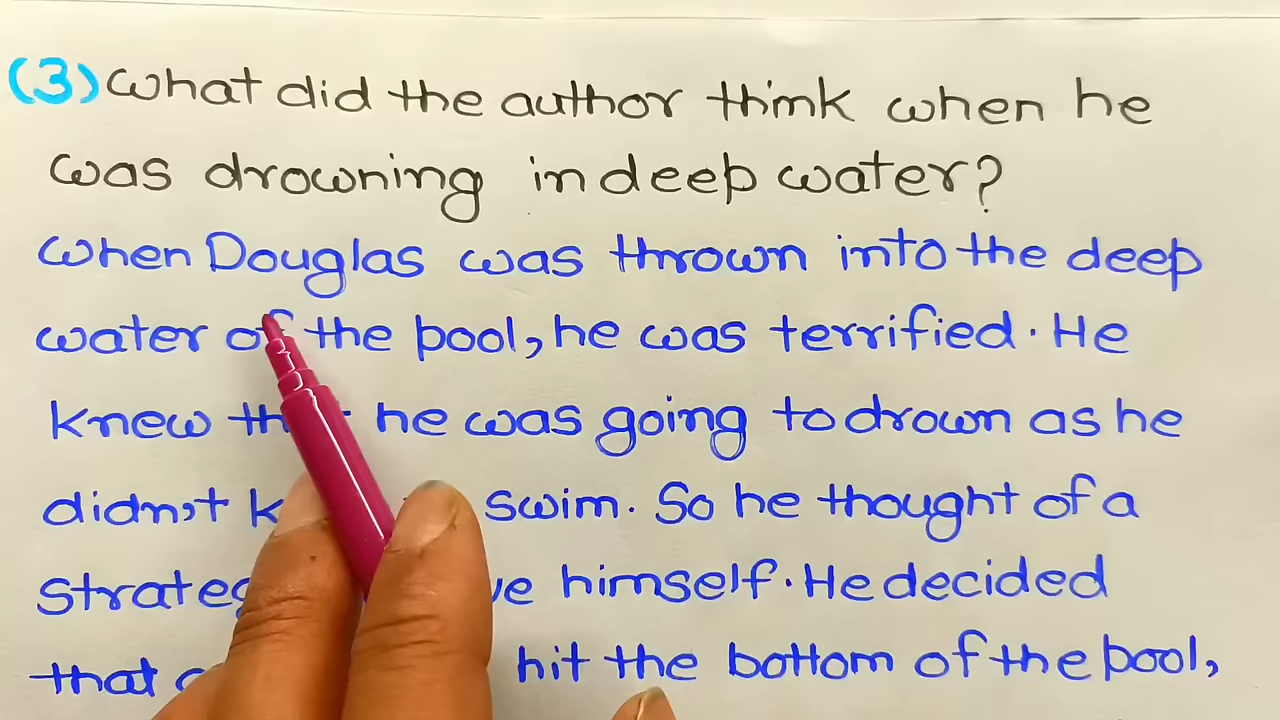 (3) What did the author think when he
was drowning in deep water?
When Douglas was thrown into the deep
water of the pool, he was terrified. He
knew he was going to drown as he
didn't swim. So he thought of a
himself. He decided
that hit the bottom of the pool,